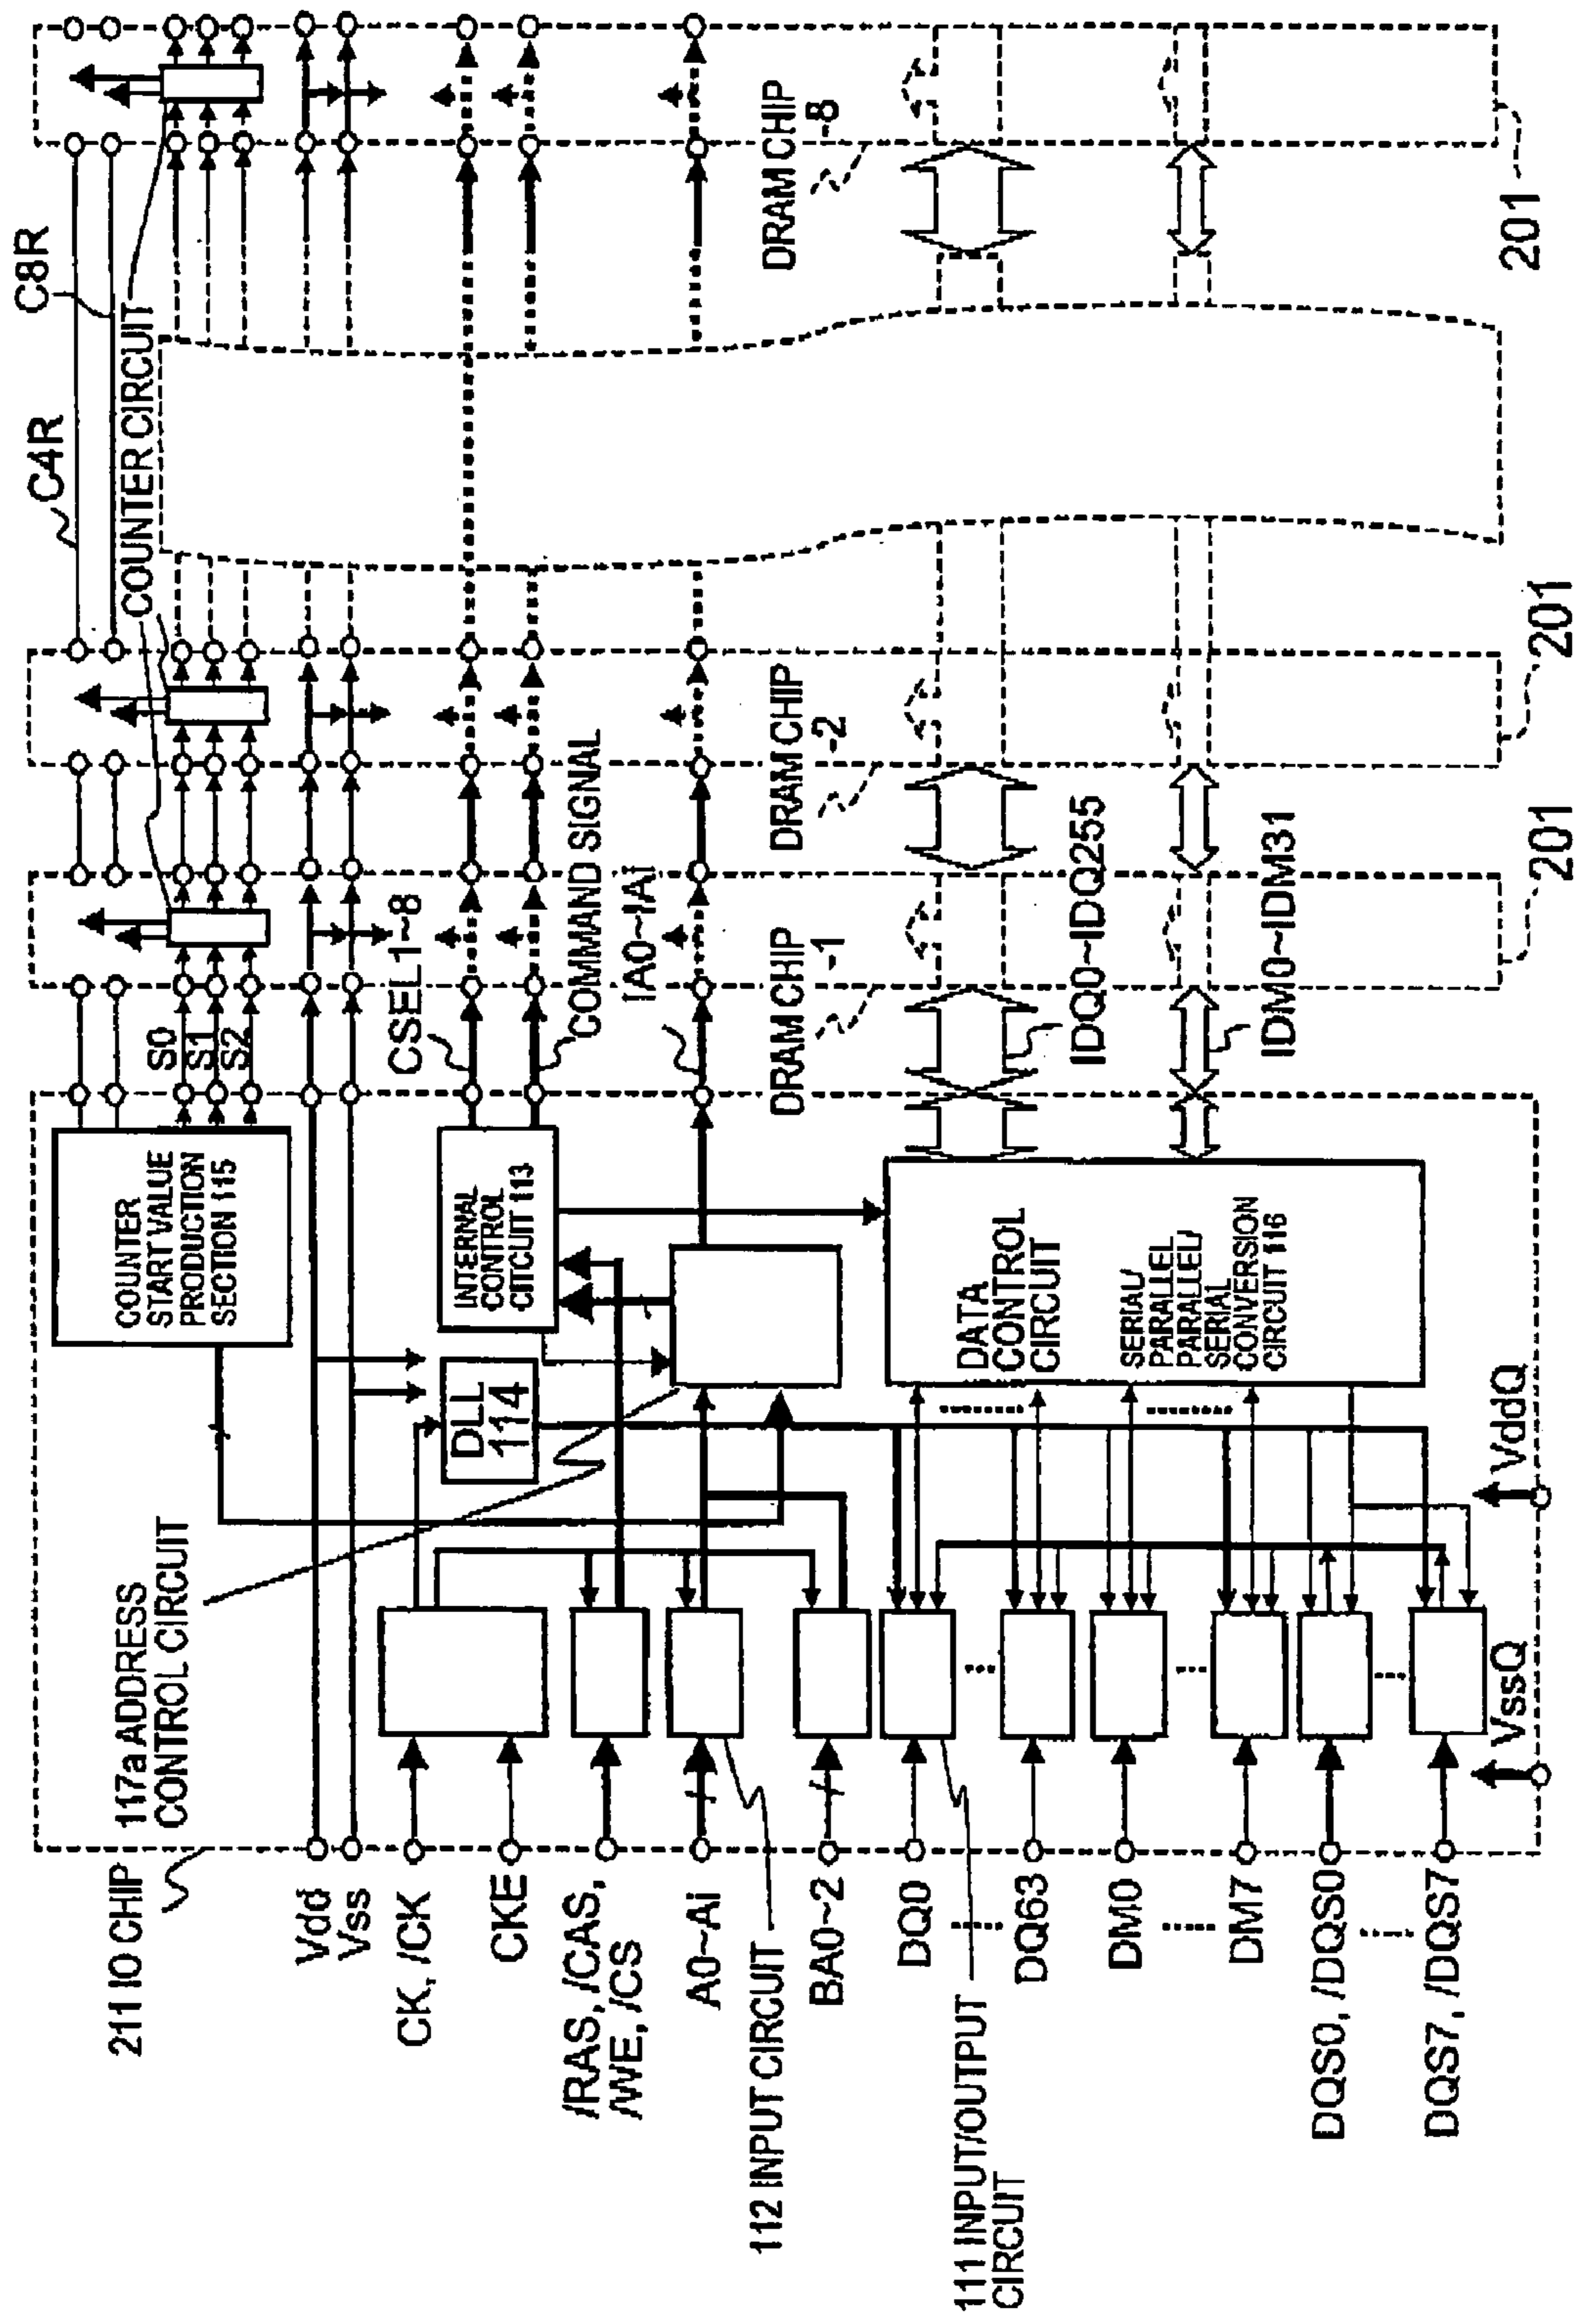 211 IO CHIP
117a ADDRESS
CONTROL CIRCUIT
COUNTER
START VALUE
PRODUCTION
SECTION 115
S0
S1
S2
C4R
C8R
COUNTER CIRCUIT
Vdd
Vss
CK, /CK
CKE
/RAS, /CAS,
/WE, /CS
A0~Ai
112 INPUT CIRCUIT
BA0~2
DQ0
DQ63
111 INPUT/OUTPUT
CIRCUIT
DM0
DM7
DQS0, /DQS0
DQS7, /DQS7
VssQ
VddQ
DLL
114
INTERNAL
CONTROL
CITCUIT 113
DATA
CONTROL
CIRCUIT
SERIAL/
PARALLEL
PARALLEL/
SERIAL
CONVERSION
CIRCUIT 116
CSEL1~8
COMMAND SIGNAL
IA0~IAi
DRAM CHIP
-1
DRAM CHIP
-2
DRAM CHIP
-8
IDQ0~IDQ255
IDM0~IDM31
201
201
201